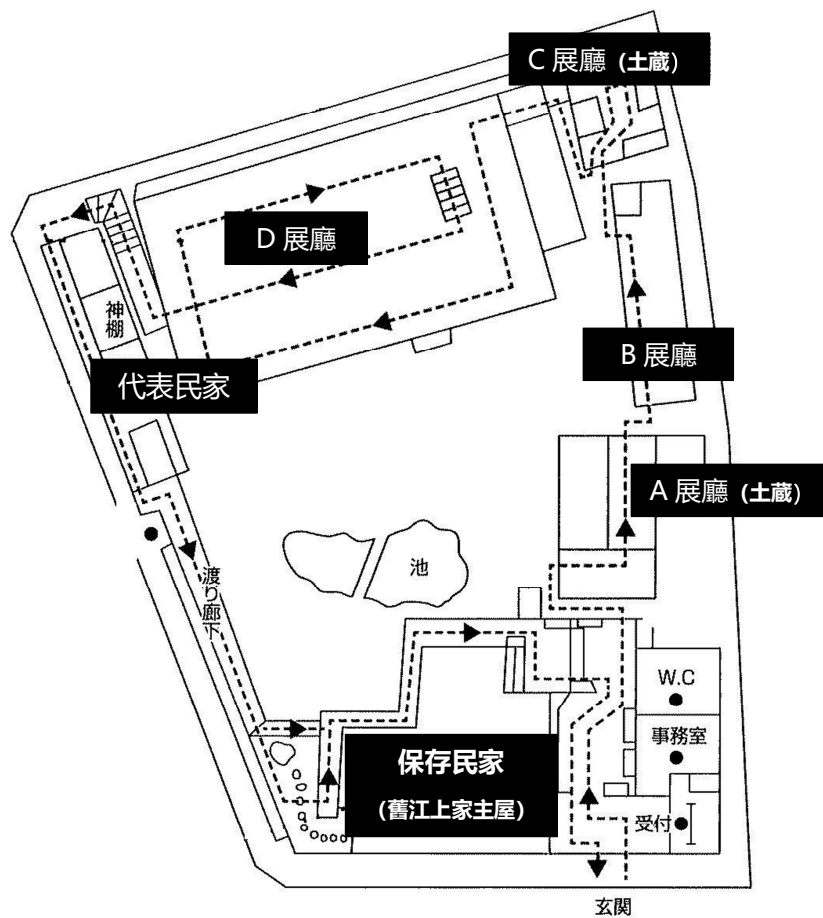 C 展廳 (土蔵)
D 展廳
神棚
代表民家
B 展廳
A 展廳 (土蔵)
池
渡り廊下
W.C
事務室
保存民家
(舊江上家主屋)
受付
玄関